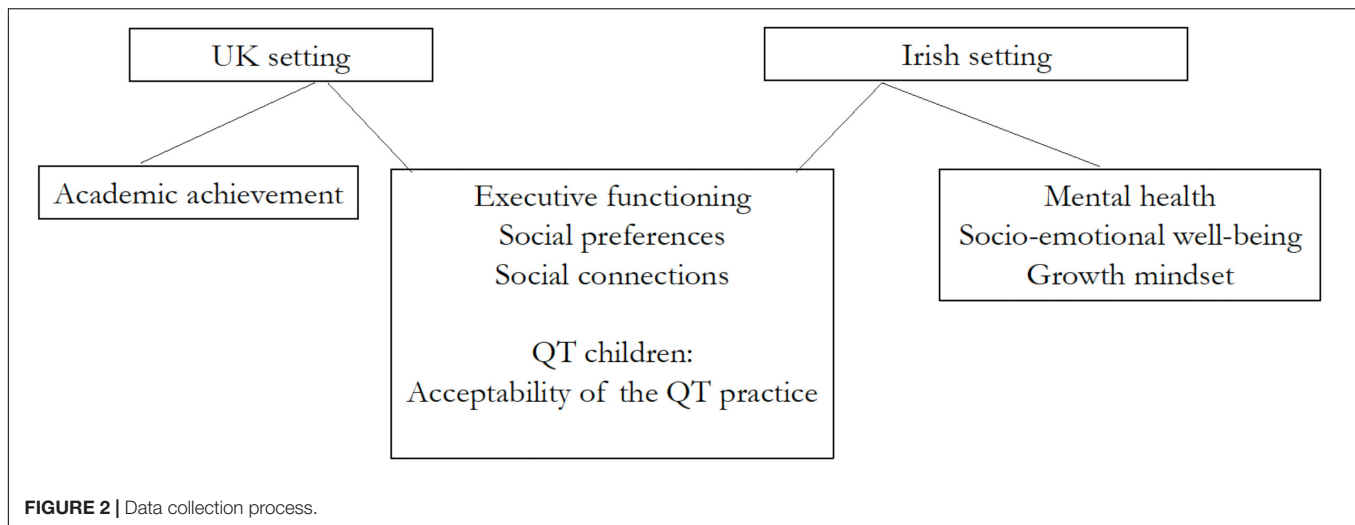 UK setting
Irish setting
Academic achievement
Executive functioning
Social preferences
Social connections
QT children:
Acceptability of the QT practice
Mental health
Socio-emotional well-being
Growth mindset
FIGURE 2 | Data collection process.